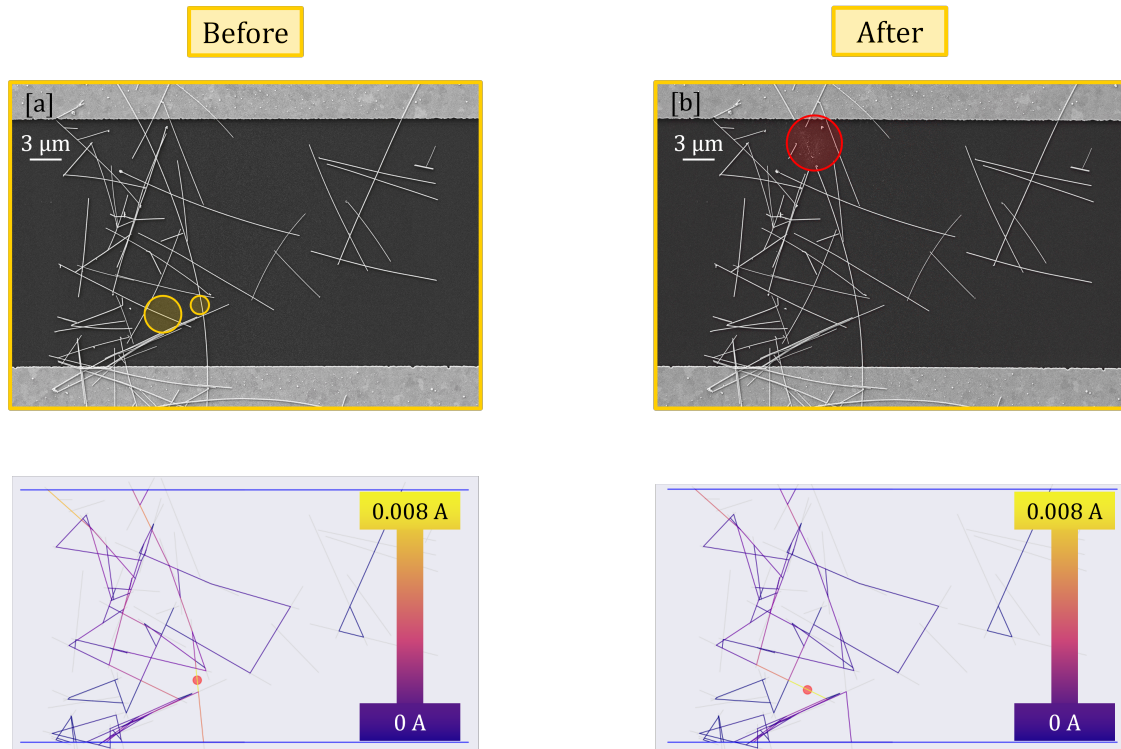 Before
After
[a]
[b]
3 μm
3 μm
0.008 A
0.008 A
0 A
0 A